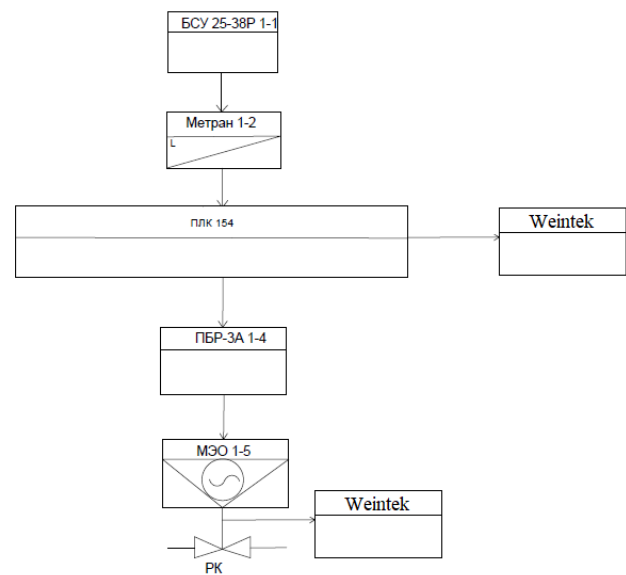 БСУ 25-38Р 1-1
Метран 1-2
L
ПЛК 154
Weintek
ПБР-3А 1-4
МЭО 1-5
Weintek
РК